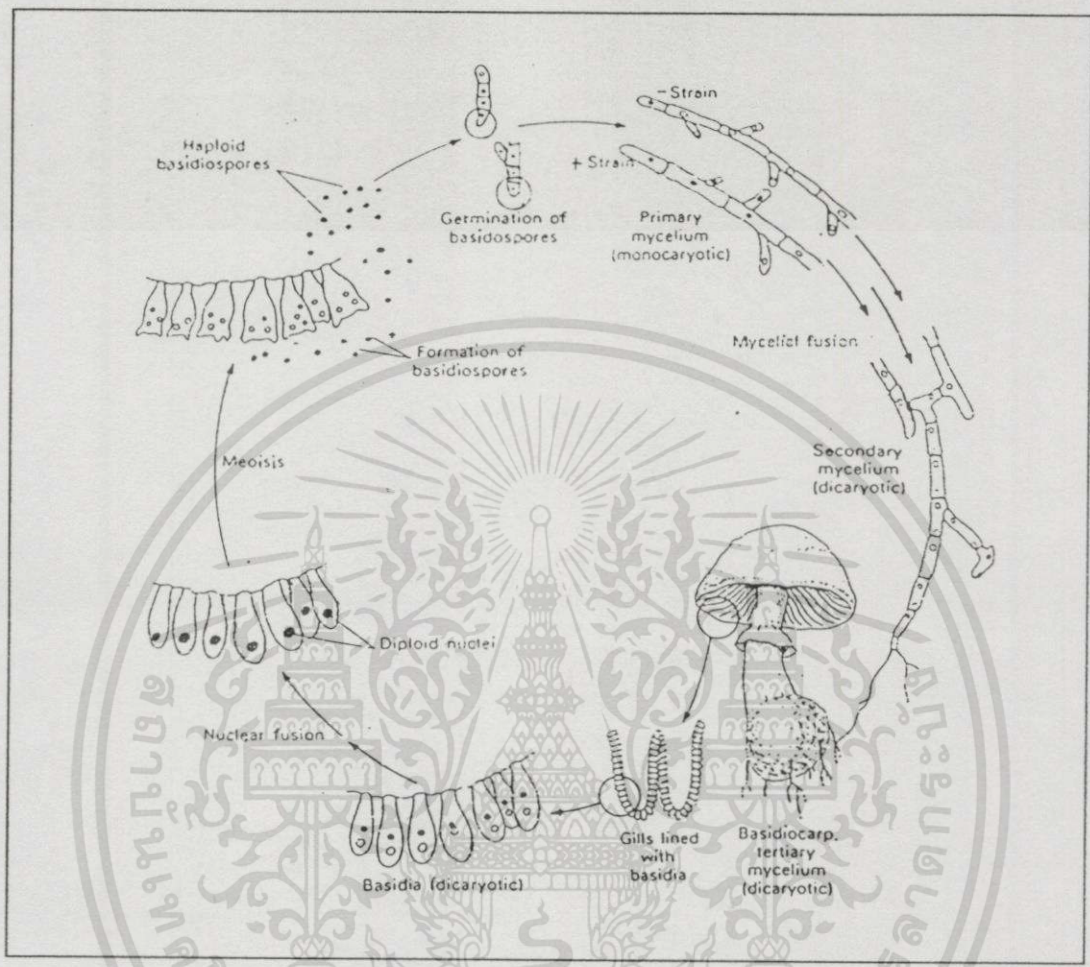 Haploid
basidiospores
Germination of
basidospores
- Strain
+ Strain
Primary
mycelium
(monocaryotic)
Mycelial fusion
Secondary
mycelium
(dicaryotic)
Basidiocarp.
tertiary
mycelium
(dicaryotic)
Gills lined
with
basidia
Basidia (dicaryotic)
Nuclear fusion
Diploid nuclei
Meoisis
Formation of
basidiospores